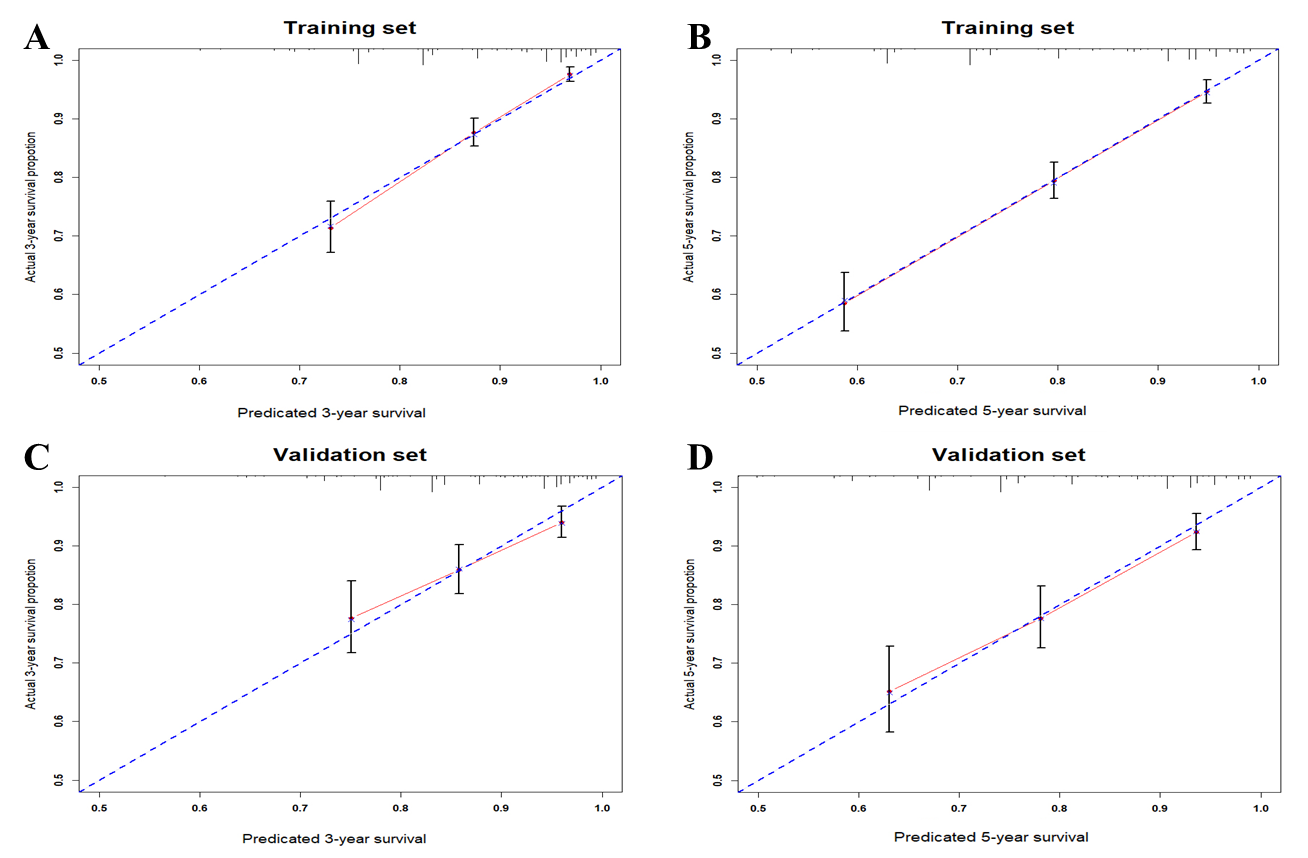 A
Training set
Actual 3-year survival propotion
1.0
0.9
0.8
0.7
0.6
0.5
0.5 0.6 0.7 0.8 0.9 1.0
Predicated 3-year survival
B
Training set
Actual 5-year survival propotion
1.0
0.9
0.8
0.7
0.6
0.5
0.5 0.6 0.7 0.8 0.9 1.0
Predicated 5-year survival
C
Validation set
Actual 3-year survival propotion
1.0
0.9
0.8
0.7
0.6
0.5
0.5 0.6 0.7 0.8 0.9 1.0
Predicated 3-year survival
D
Validation set
Actual 5-year survival propotion
1.0
0.9
0.8
0.7
0.6
0.5
0.5 0.6 0.7 0.8 0.9 1.0
Predicated 5-year survival